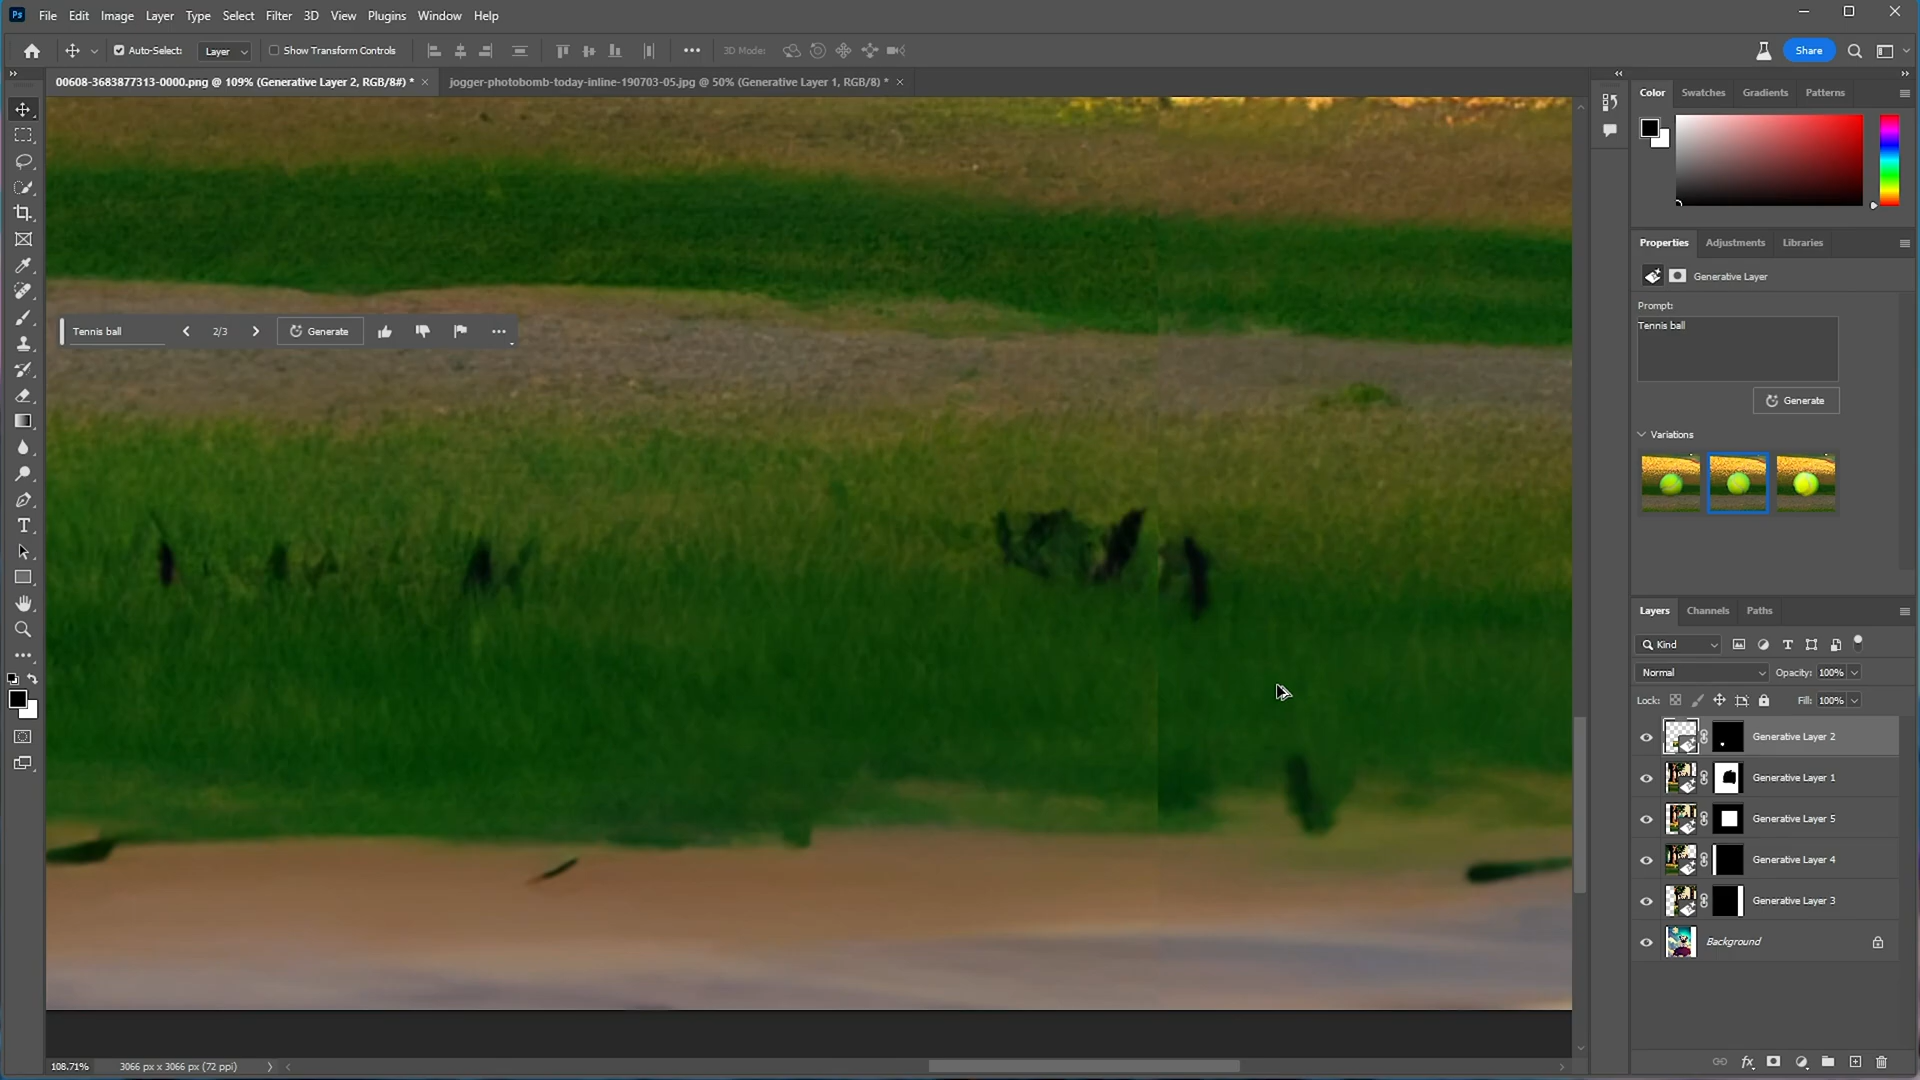 Ps File Edit Image Layer Type Select Filter 3D View Plugins Window Help
Auto-Select: Layer Show Transform Controls 3D Mode: Share
00608-3683877313-0000.png @ 109% (Generative Layer 2, RGB/8#) * jogger-photobomb-today-inline-190703-05.jpg @ 50% (Generative Layer 1, RGB/8) *
Color Swatches Gradients Patterns
Properties Adjustments Libraries
Generative Layer
Prompt:
Tennis ball
Tennis ball 2/3 Generate
Generate
Variations
Layers Channels Paths
Kind
Normal Opacity: 100%
Lock: Fill: 100%
Generative Layer 2
Generative Layer 1
Generative Layer 5
Generative Layer 4
Generative Layer 3
Background
108.71% 3066 px x 3066 px (72 ppi)